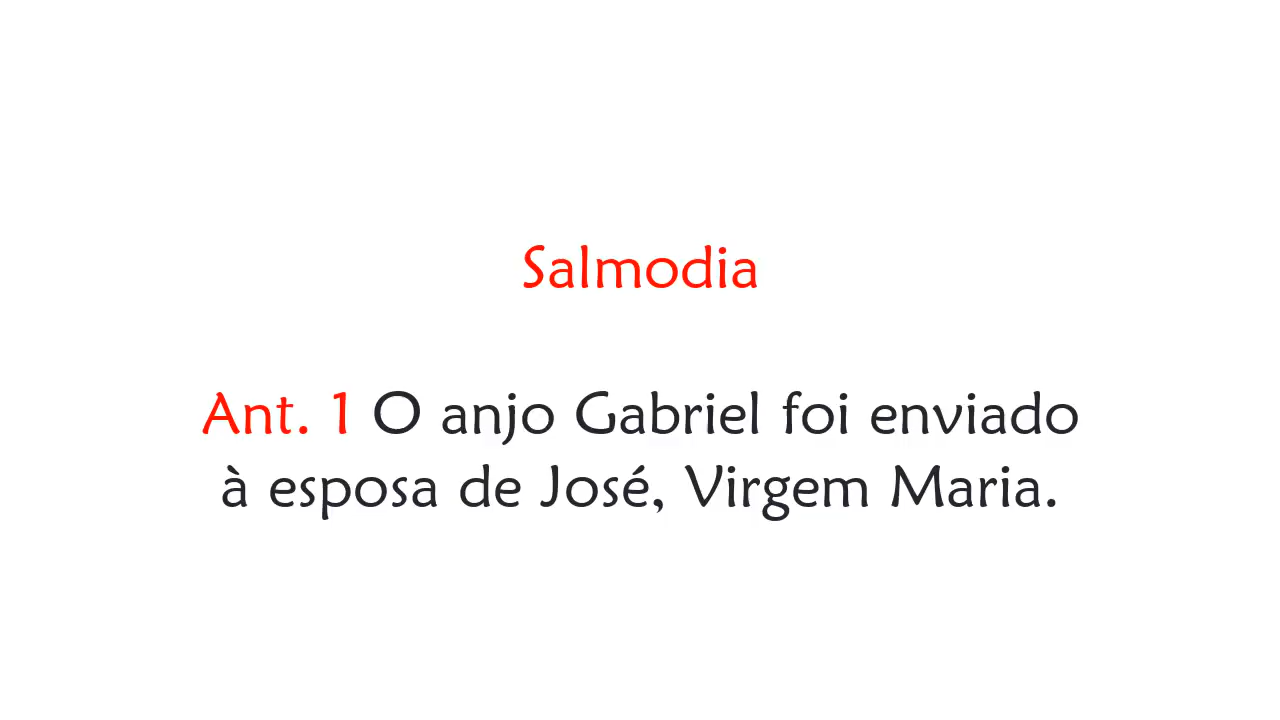 Salmodia
Ant. 1 O anjo Gabriel foi enviado
à esposa de José, Virgem Maria.